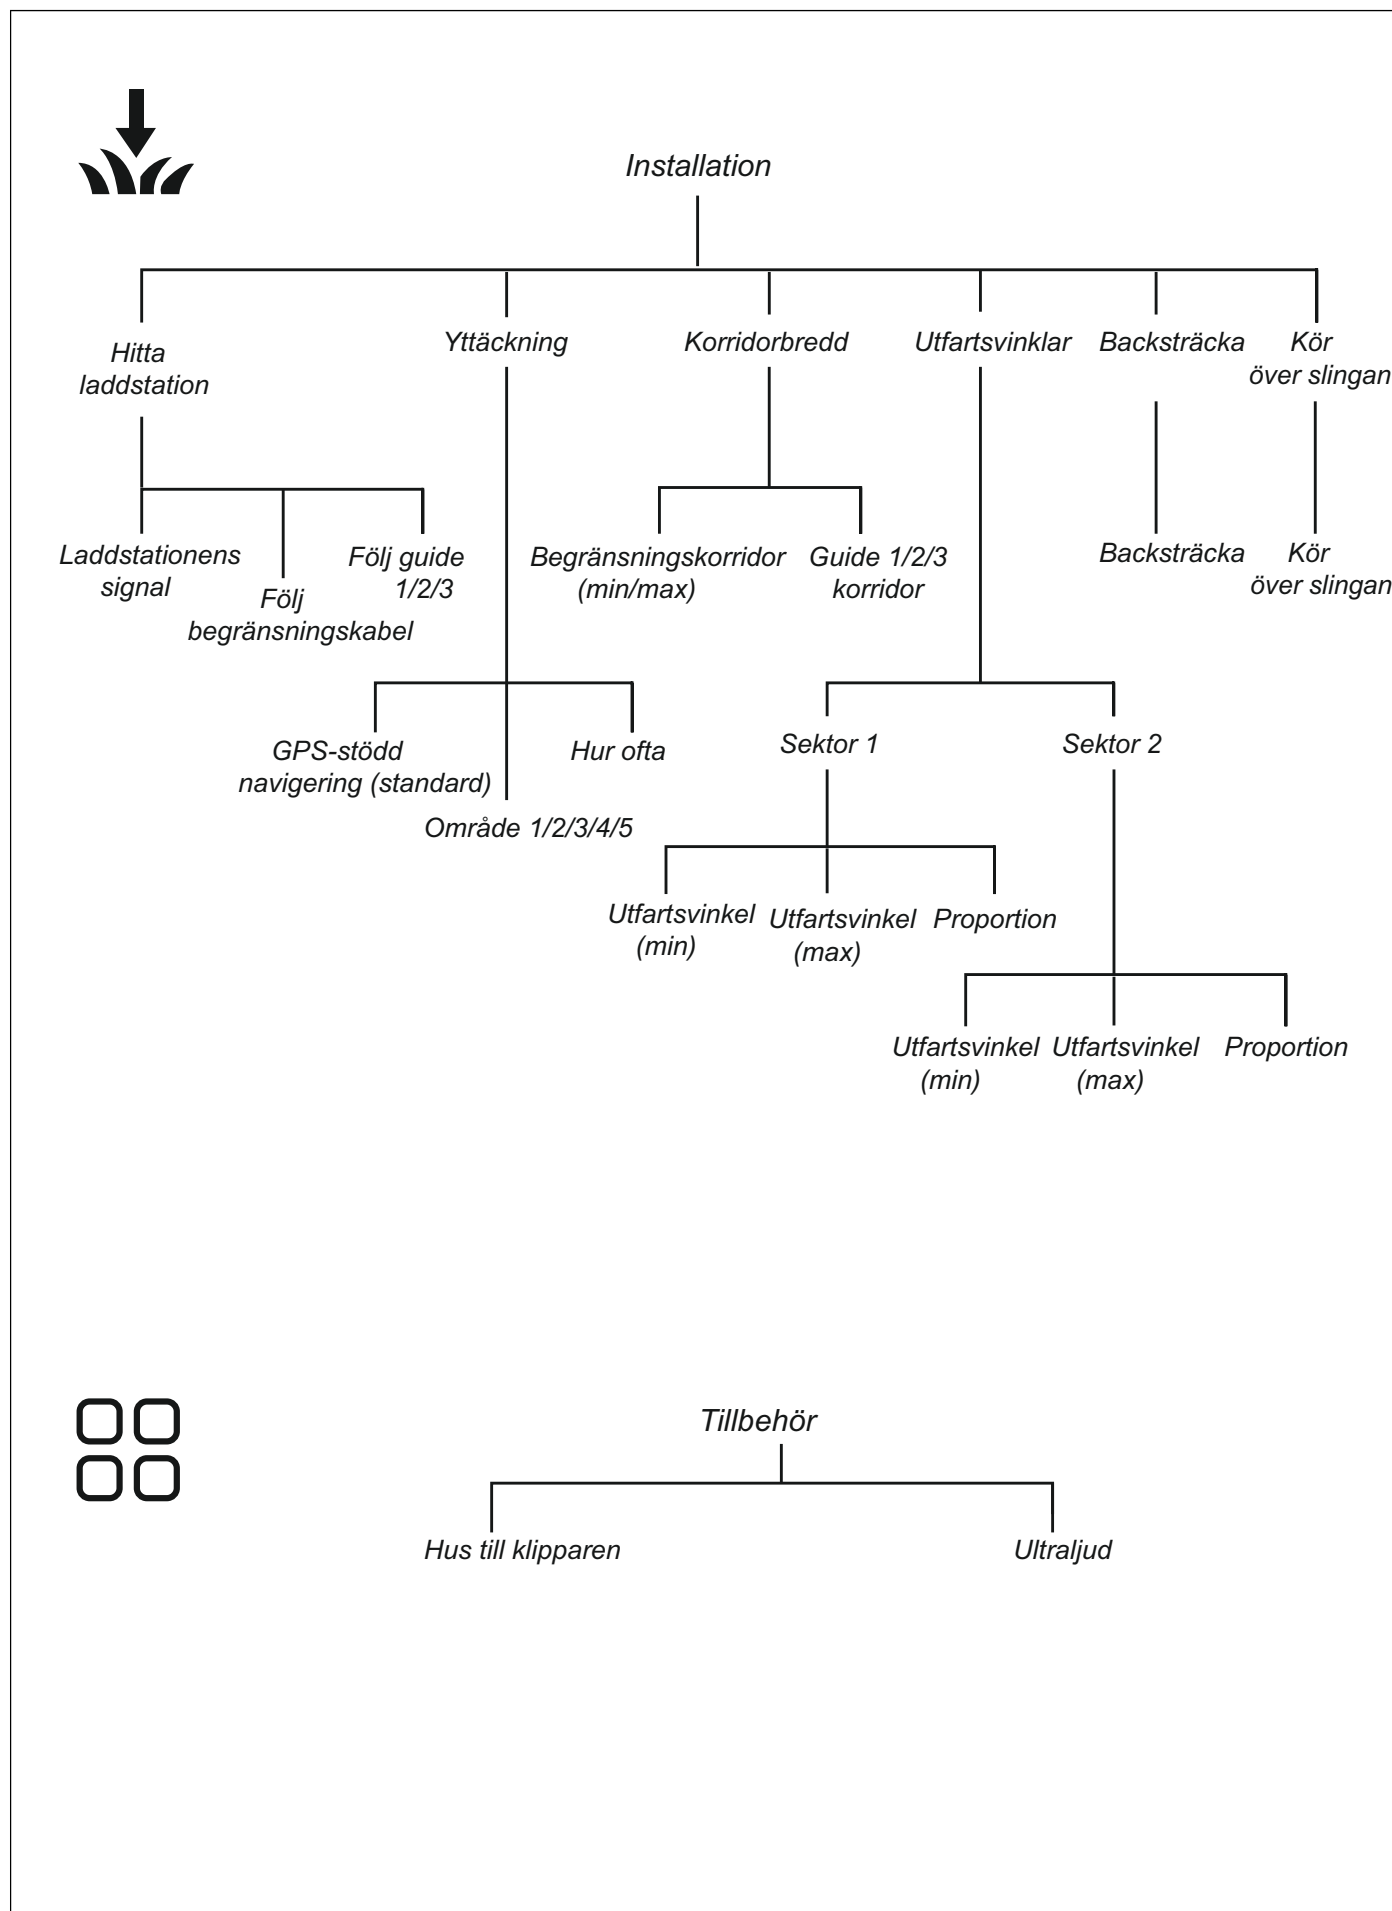 Installation
Hitta
laddstation
Yttäckning
Korridorbredd
Utfartsvinklar
Backsträcka
Kör
över slingan
Laddstationens
signal
Följ
begränsningskabel
Följ guide
1/2/3
Begränsningskorridor
(min/max)
Guide 1/2/3
korridor
Backsträcka
Kör
över slingan
GPS-stödd
navigering (standard)
Område 1/2/3/4/5
Hur ofta
Sektor 1
Sektor 2
Utfartsvinkel
(min)
Utfartsvinkel
(max)
Proportion
Utfartsvinkel
(min)
Utfartsvinkel
(max)
Proportion
Tillbehör
Hus till klipparen
Ultraljud